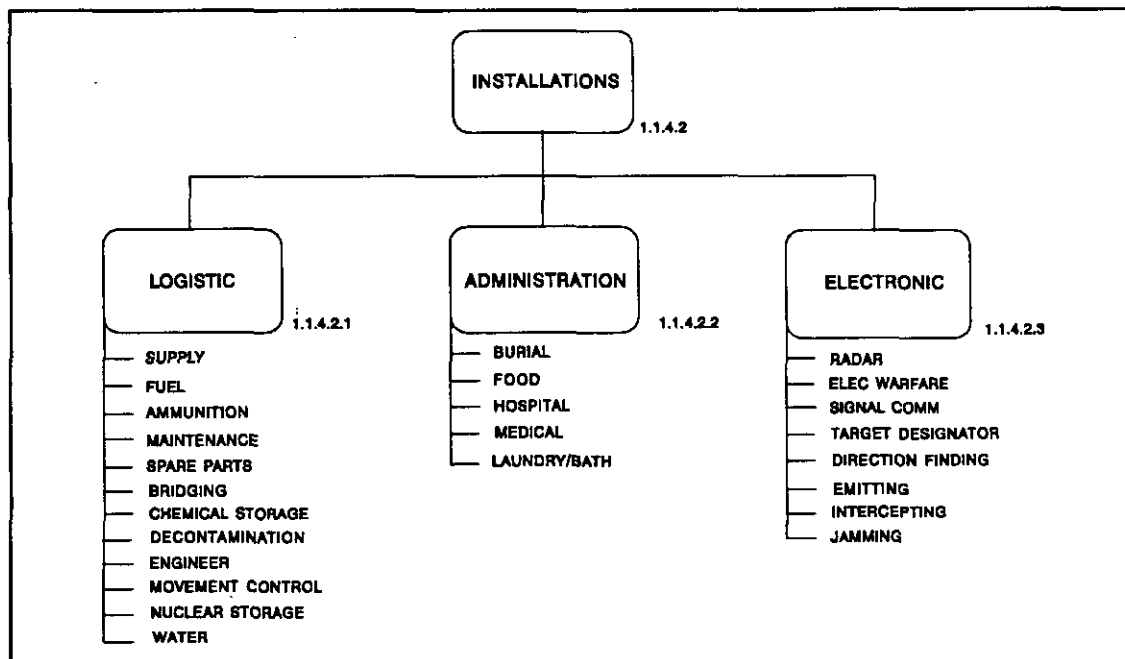 INSTALLATIONS
1.1.4.2
LOGISTIC
1.1.4.2.1
SUPPLY
FUEL
AMMUNITION
MAINTENANCE
SPARE PARTS
BRIDGING
CHEMICAL STORAGE
DECONTAMINATION
ENGINEER
MOVEMENT CONTROL
NUCLEAR STORAGE
WATER
ADMINISTRATION
1.1.4.2.2
BURIAL
FOOD
HOSPITAL
MEDICAL
LAUNDRY/BATH
ELECTRONIC
1.1.4.2.3
RADAR
ELEC WARFARE
SIGNAL COMM
TARGET DESIGNATOR
DIRECTION FINDING
EMITTING
INTERCEPTING
JAMMING